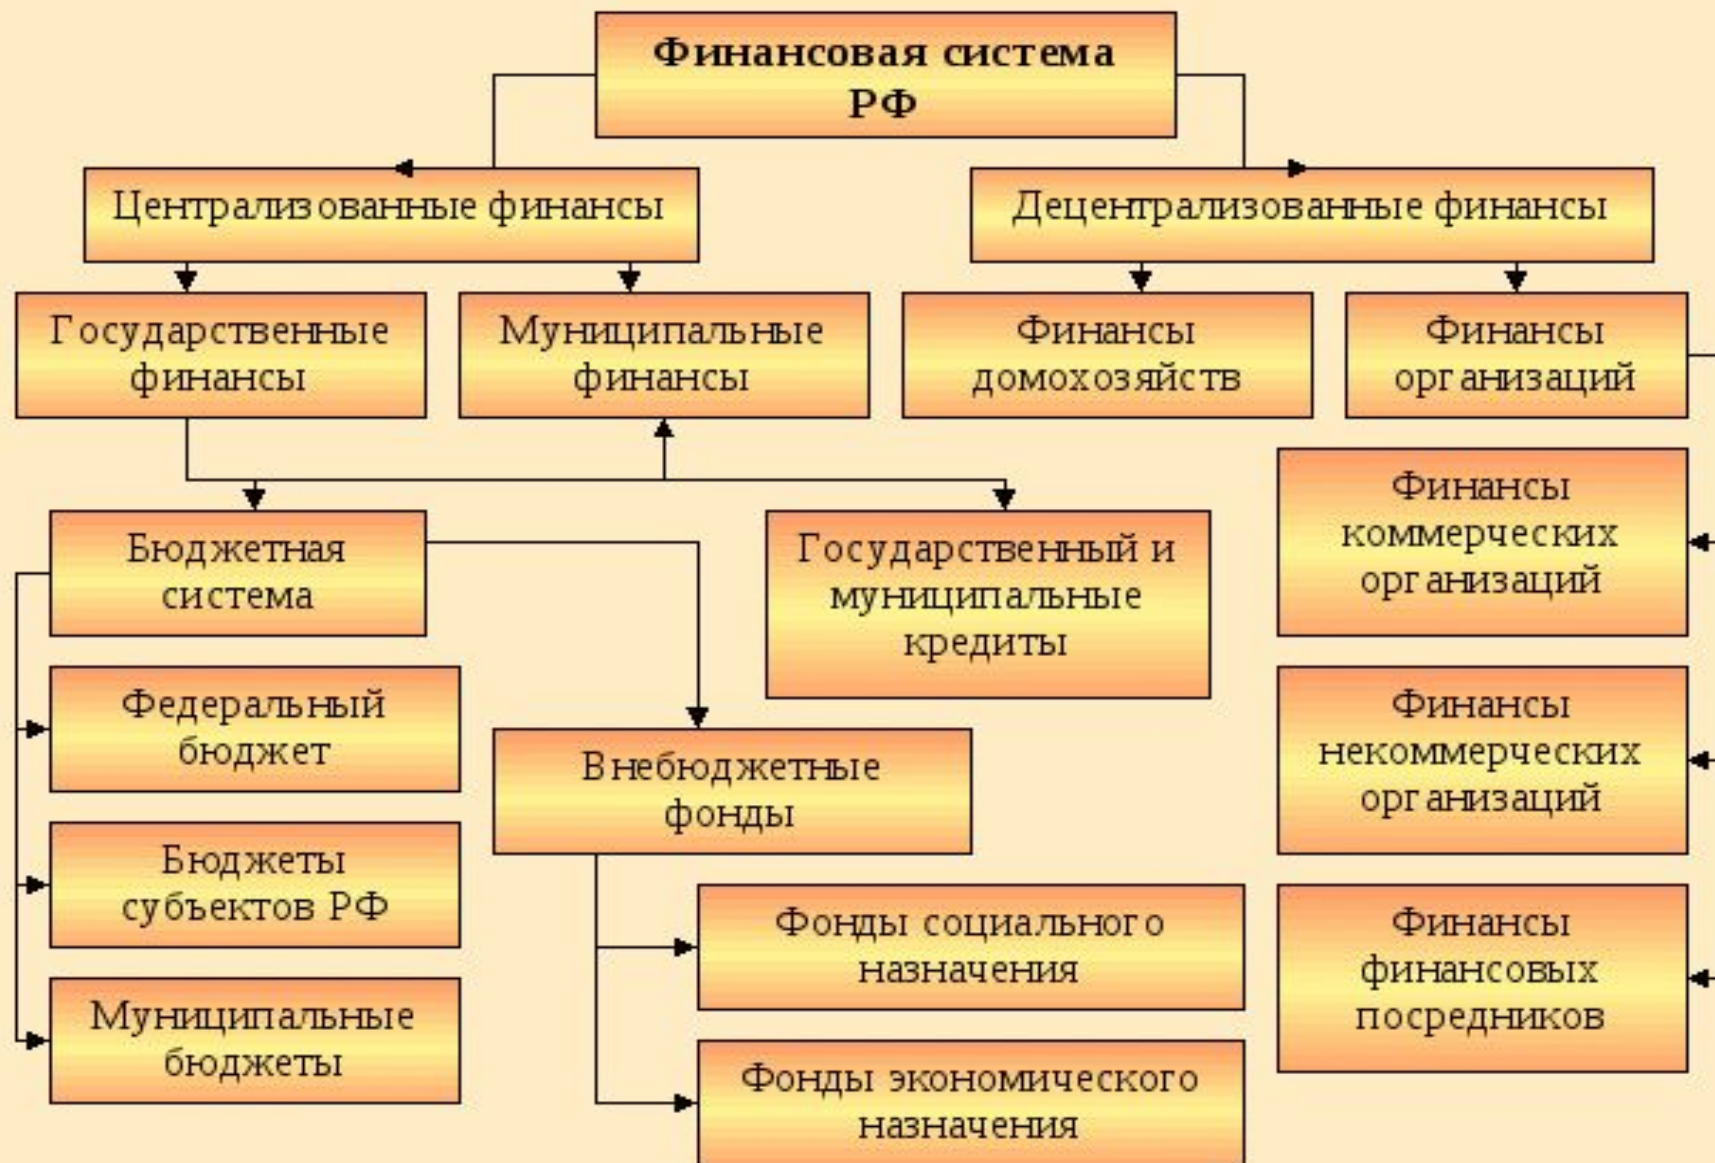 Финансовая система
РФ
Централизованные финансы
Децентрализованные финансы
Государственные
финансы
Муниципальные
финансы
Финансы
домохозяйств
Финансы
организаций
Бюджетная
система
Государственный и
муниципальные
кредиты
Финансы
коммерческих
организаций
Федеральный
бюджет
Внебюджетные
фонды
Финансы
некоммерческих
организаций
Бюджеты
субъектов РФ
Фонды социального
назначения
Финансы
финансовых
посредников
Муниципальные
бюджеты
Фонды экономического
назначения